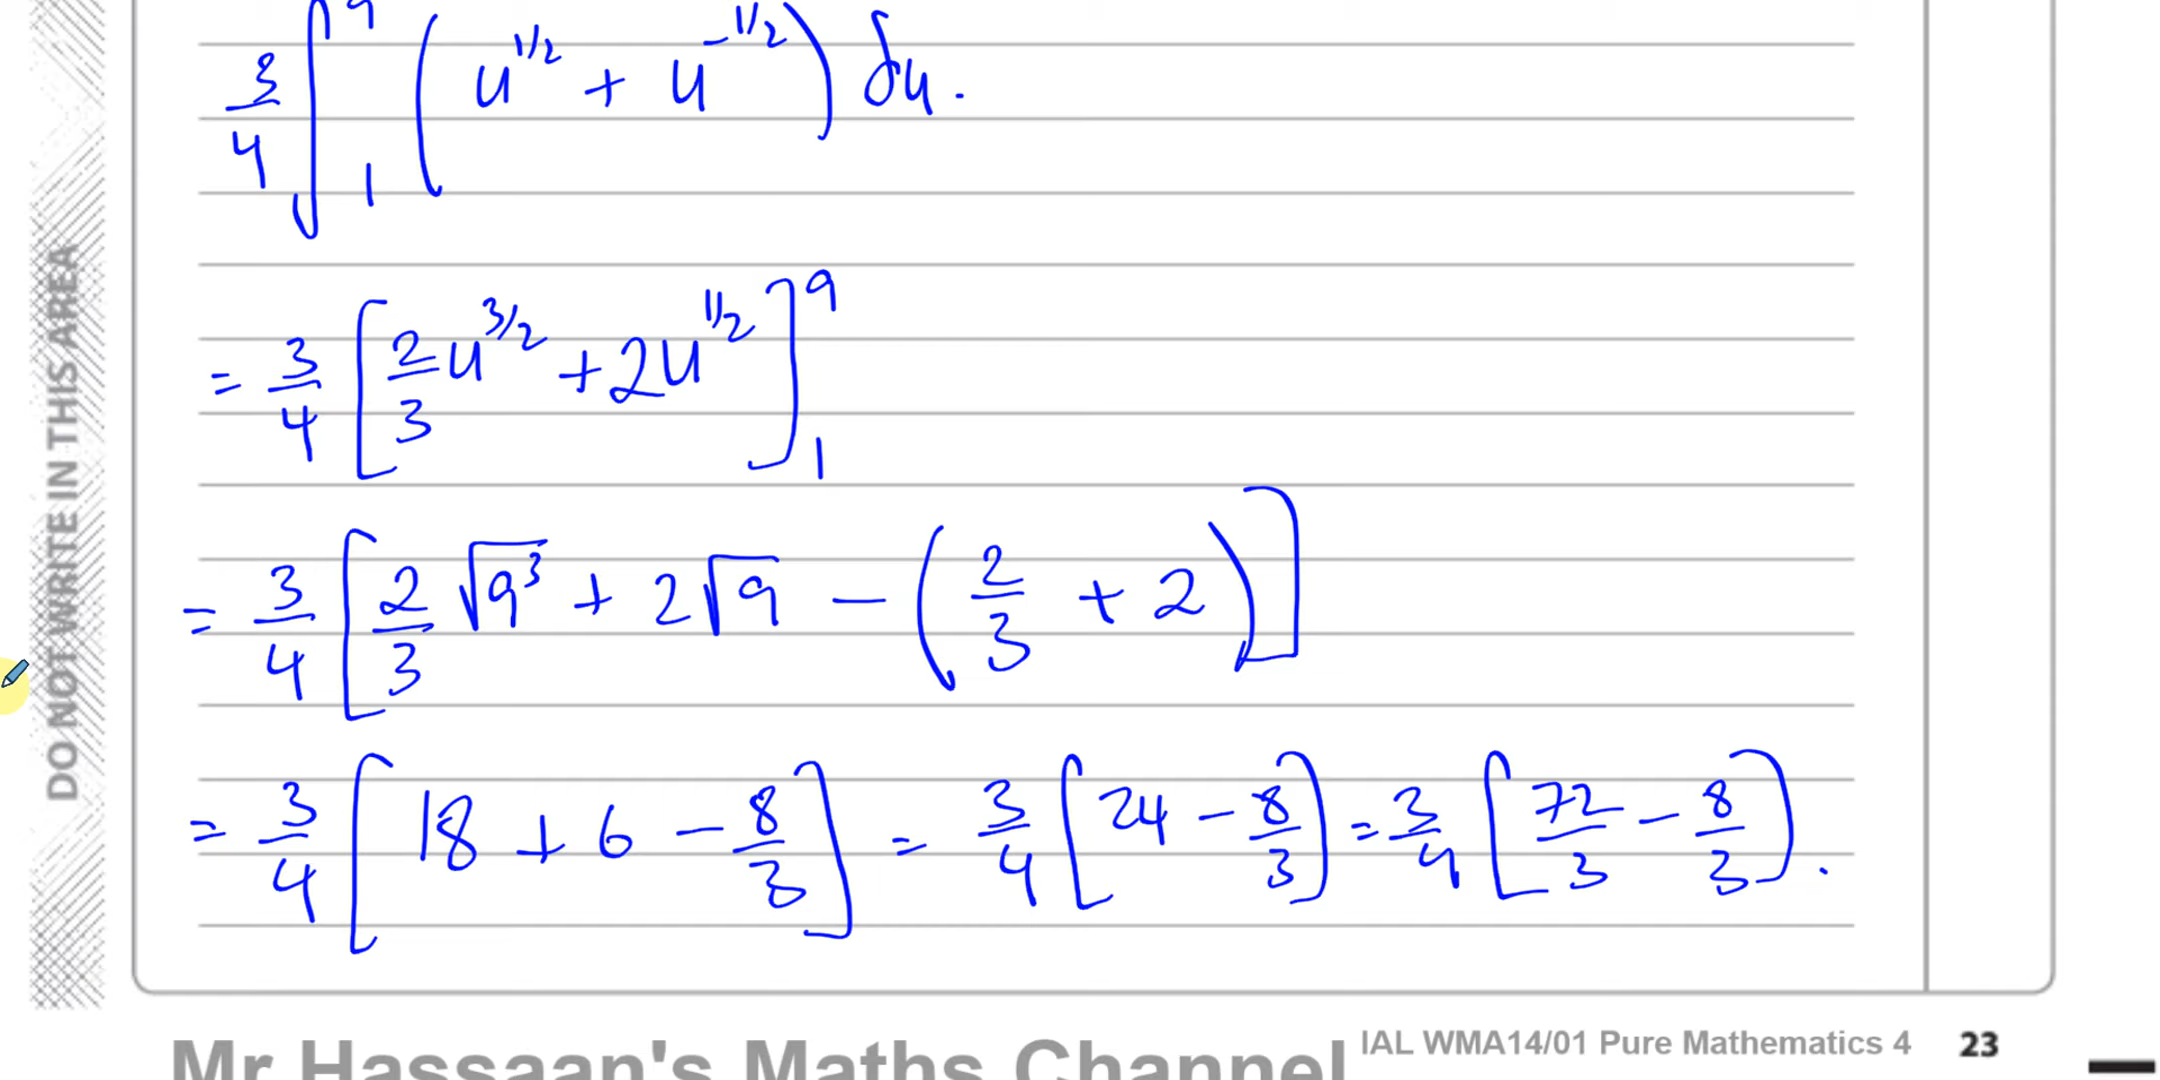 3/4 ∫₁⁹ (u^1/2 + u^-1/2) δu.
= 3/4 [2/3 u^3/2 + 2u^1/2]₁⁹
= 3/4 [2/3 √9³ + 2√9 − (2/3 + 2)]
= 3/4 [18 + 6 − 8/3] = 3/4 [24 − 8/3] = 3/4 [72/3 − 8/3].
DO NOT WRITE IN THIS AREA
IAL WMA14/01 Pure Mathematics 4 23
Mr Hassaan's Maths Channel